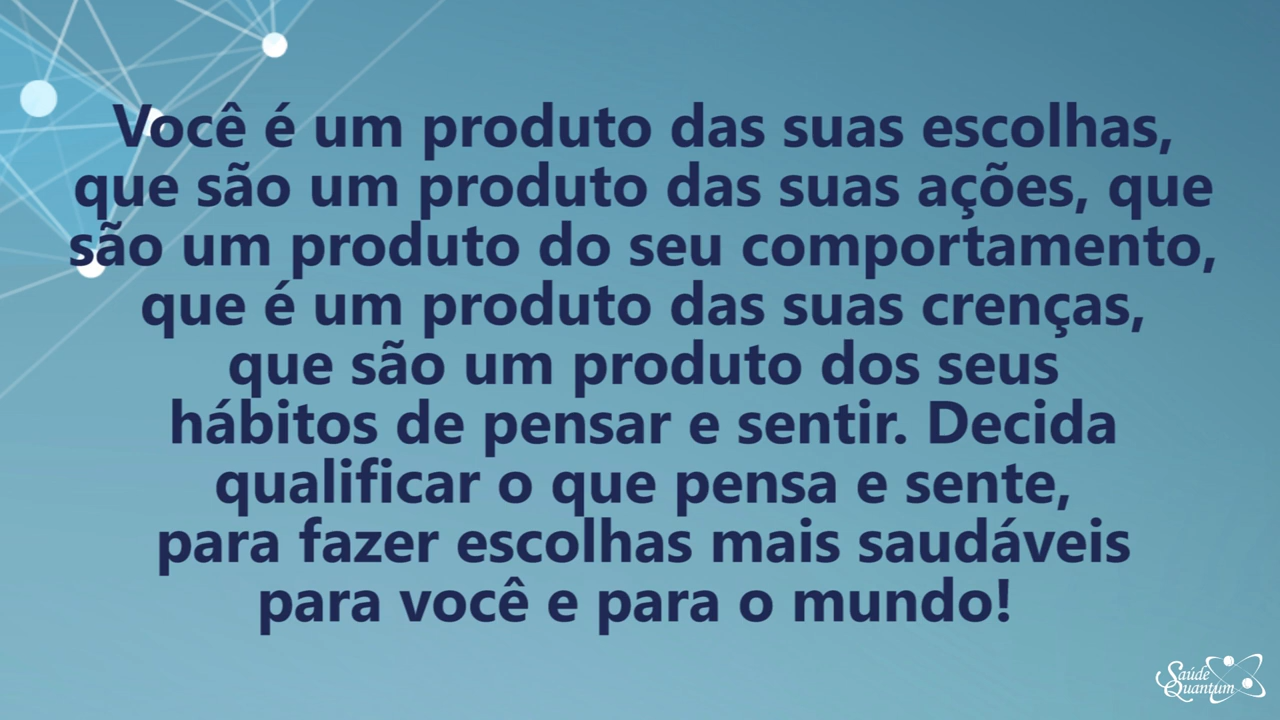 Você é um produto das suas escolhas,
que são um produto das suas ações, que
são um produto do seu comportamento,
que é um produto das suas crenças,
que são um produto dos seus
hábitos de pensar e sentir. Decida
qualificar o que pensa e sente,
para fazer escolhas mais saudáveis
para você e para o mundo!
Saúde
Quantum